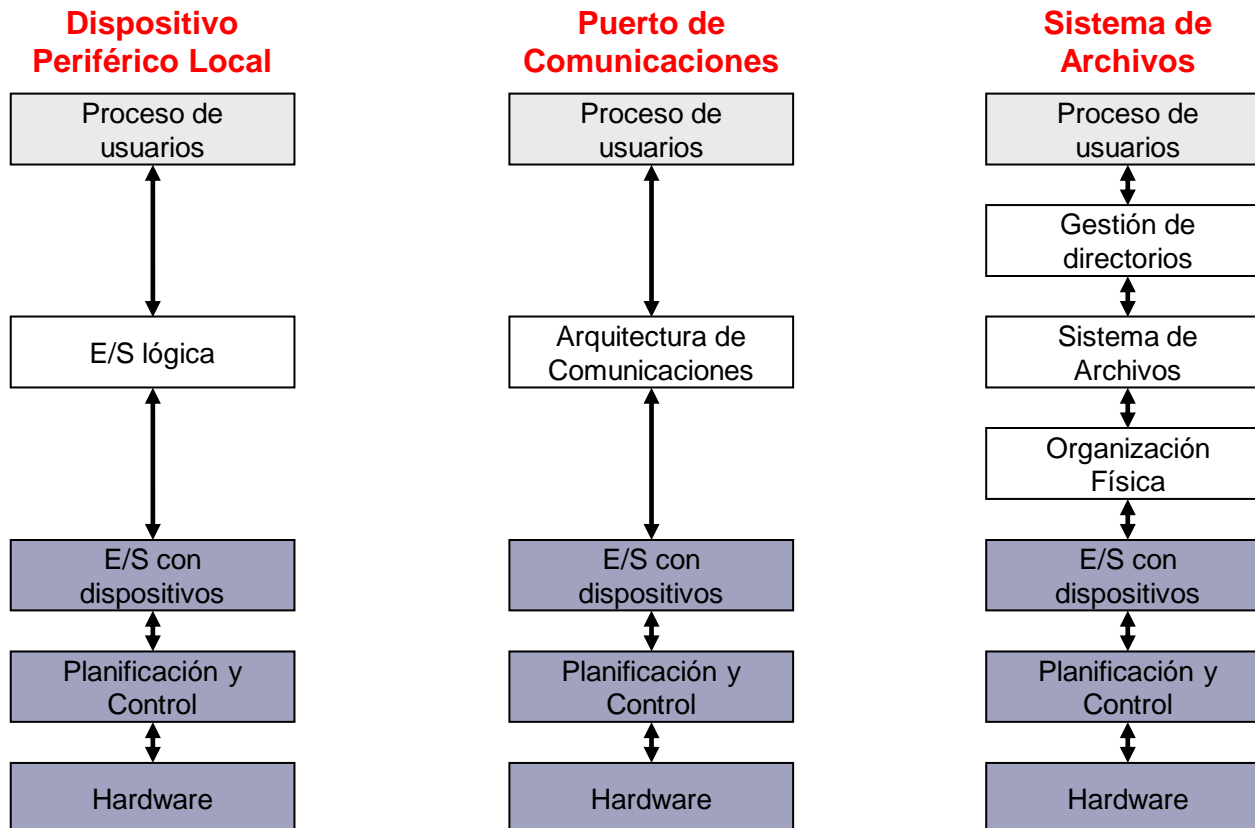 Dispositivo
Periférico Local
Proceso de
usuarios
E/S lógica
E/S con
dispositivos
Planificación y
Control
Hardware
Puerto de
Comunicaciones
Proceso de
usuarios
Arquitectura de
Comunicaciones
E/S con
dispositivos
Planificación y
Control
Hardware
Sistema de
Archivos
Proceso de
usuarios
Gestión de
directorios
Sistema de
Archivos
Organización
Física
E/S con
dispositivos
Planificación y
Control
Hardware